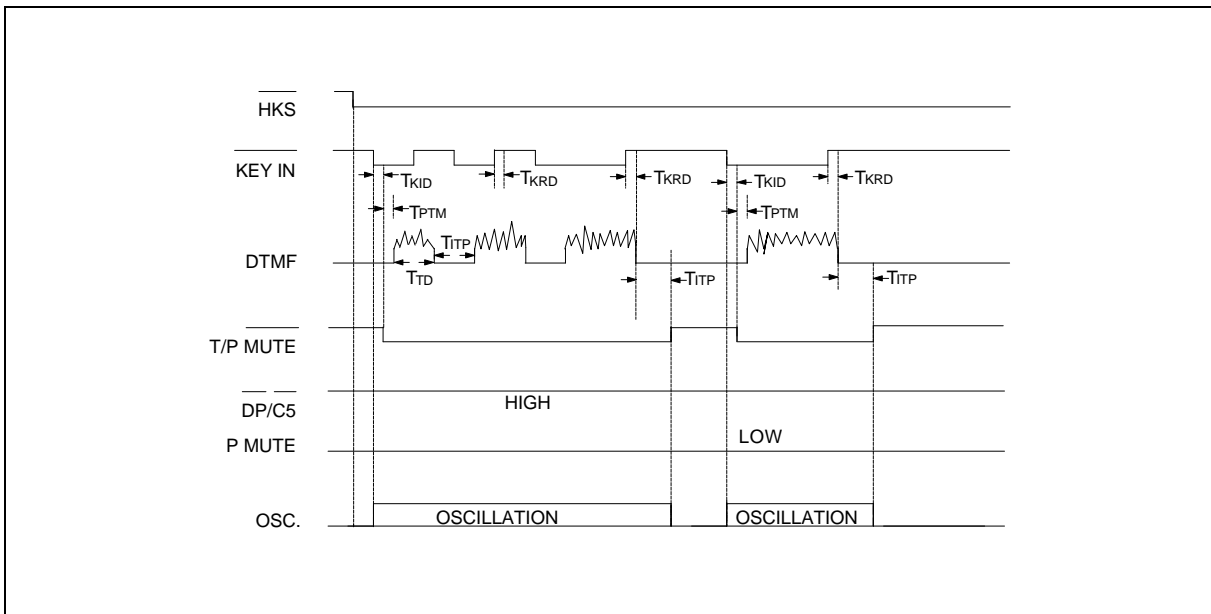 HKS
KEY IN
TKID
TKRD
TKRD
TKID
TKRD
TPTM
TPTM
TITP
DTMF
TTD
TITP
TITP
T/P MUTE
DP/C5
HIGH
P MUTE
LOW
OSC.
OSCILLATION
OSCILLATION